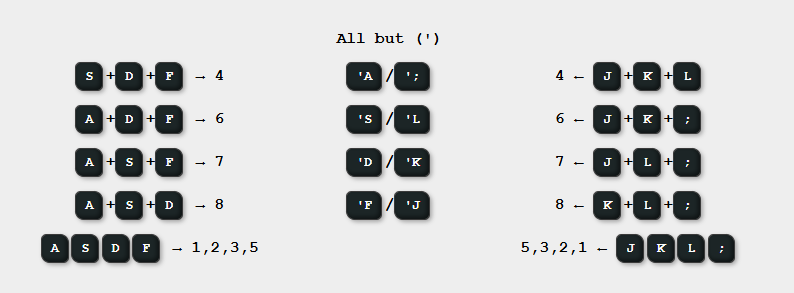 All but (')
S + D + F → 4 'A / '; 4 ← J + K + L
A + D + F → 6 'S / 'L 6 ← J + K + ;
A + S + F → 7 'D / 'K 7 ← J + L + ;
A + S + D → 8 'F / 'J 8 ← K + L + ;
A S D F → 1,2,3,5 5,3,2,1 ← J K L ;